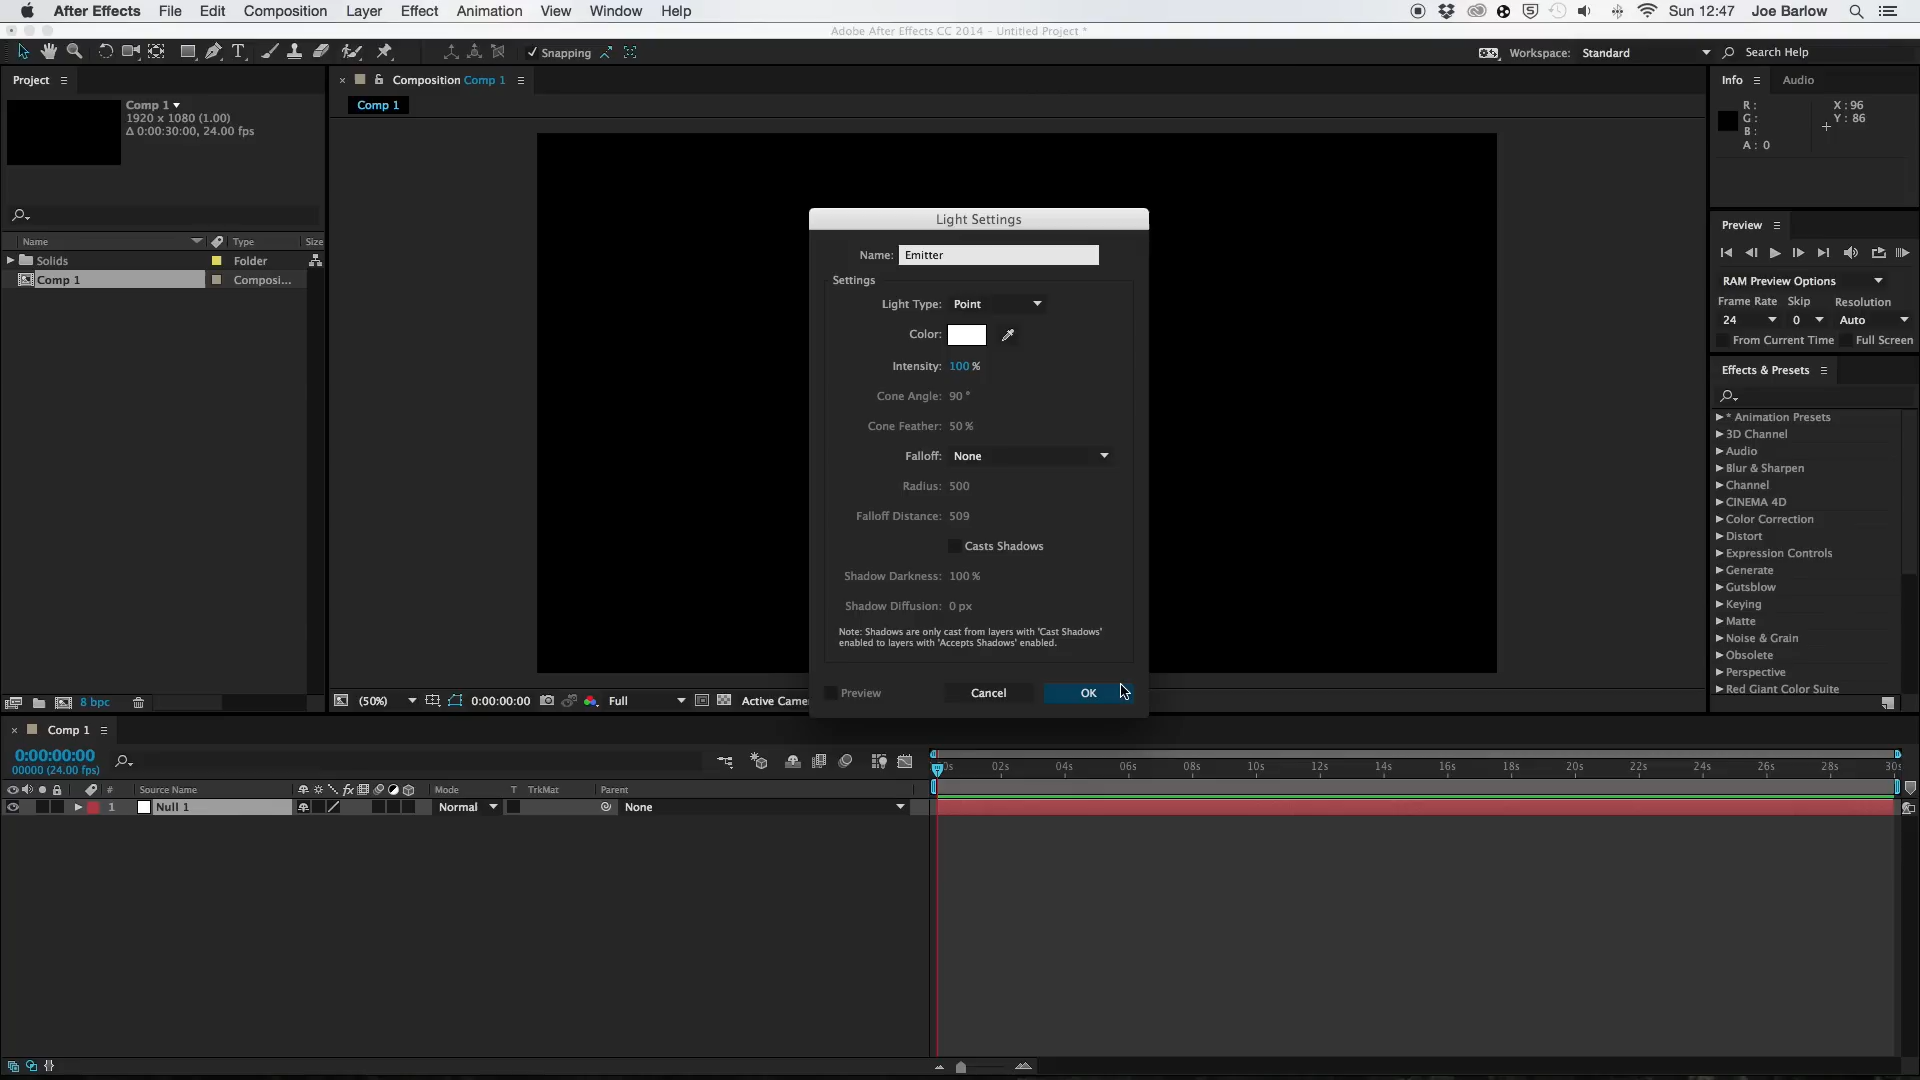 After Effects File Edit Composition Layer Effect Animation View Window Help Sun 12:47 Joe Barlow
Adobe After Effects CC 2014 - Untitled Project *
T Snapping Workspace: Standard Search Help
Project
Comp 1
1920 x 1080 (1.00)
Δ 0:00:30:00, 24.00 fps
Name Type Size
Solids Folder
Comp 1 Composi...
8 bpc
Composition Comp 1
Comp 1
Light Settings
Name: Emitter
Settings
Light Type: Point
Color:
Intensity: 100 %
Cone Angle: 90 °
Cone Feather: 50 %
Falloff: None
Radius: 500
Falloff Distance: 509
Casts Shadows
Shadow Darkness: 100 %
Shadow Diffusion: 0 px
Note: Shadows are only cast from layers with 'Cast Shadows'
enabled to layers with 'Accepts Shadows' enabled.
Preview Cancel OK
(50%) 0:00:00:00 Full Active Came
Info Audio
R : X : 96
G : Y : 86
B :
A : 0
Preview
RAM Preview Options
Frame Rate Skip Resolution
24 0 Auto
From Current Time Full Screen
Effects & Presets
* Animation Presets
3D Channel
Audio
Blur & Sharpen
Channel
CINEMA 4D
Color Correction
Distort
Expression Controls
Generate
Gutsblow
Keying
Matte
Noise & Grain
Obsolete
Perspective
Red Giant Color Suite
Comp 1
0:00:00:00
00000 (24.00 fps)
0s 02s 04s 06s 08s 10s 12s 14s 16s 18s 20s 22s 24s 26s 28s 30s
# Source Name fx Mode T TrkMat Parent
1 Null 1 Normal None